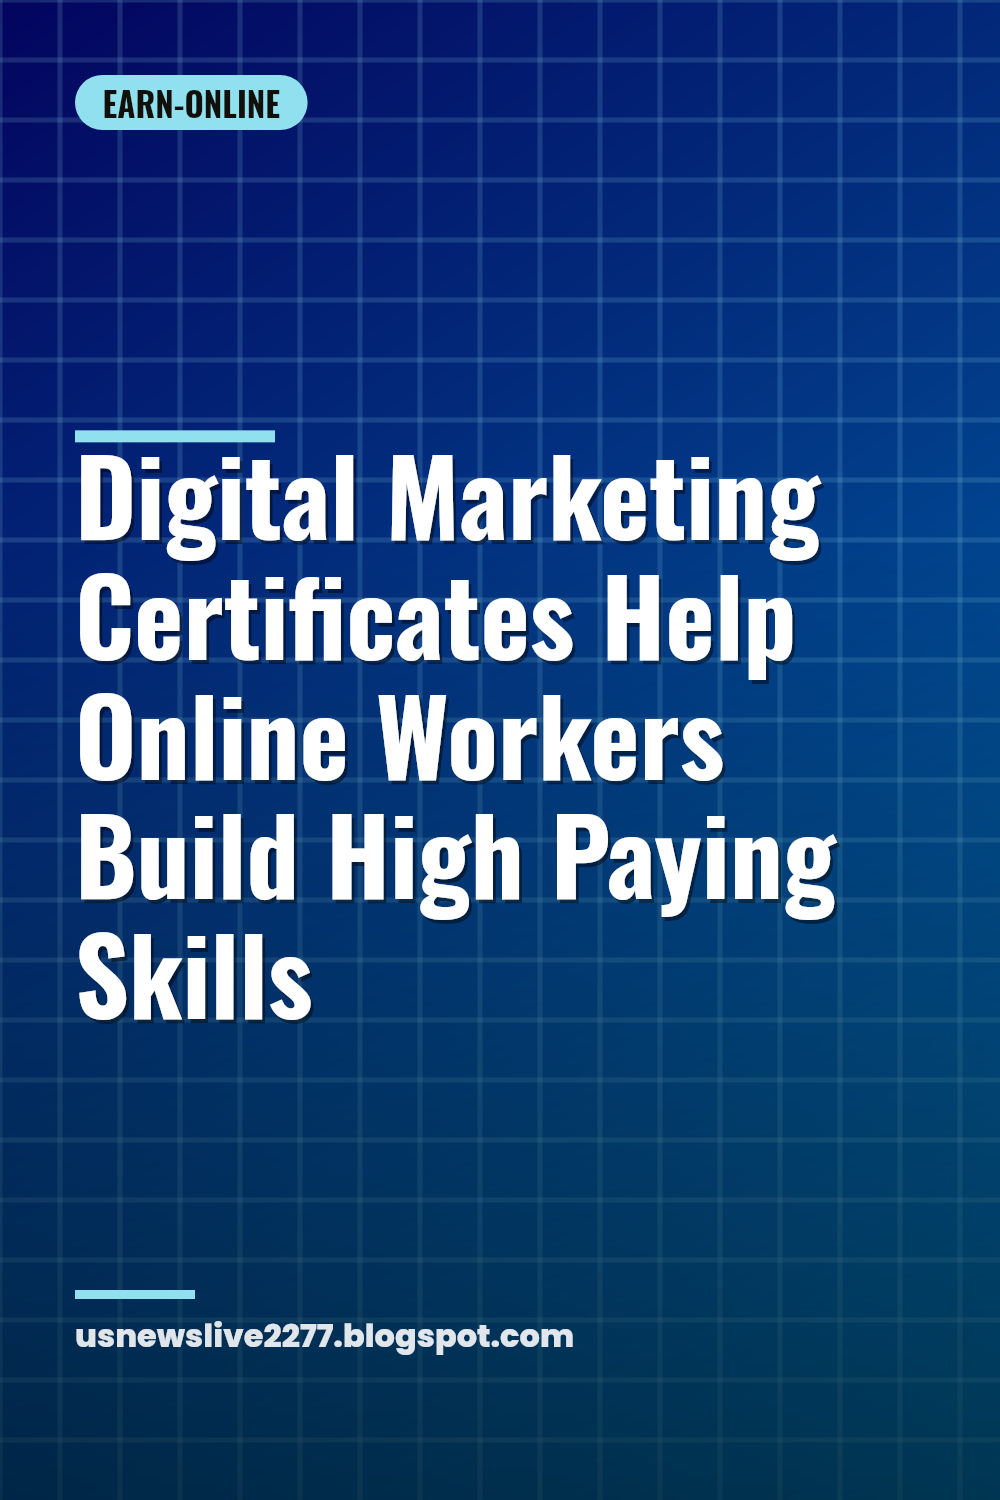 EARN-ONLINE
Digital Marketing
Certificates Help
Online Workers
Build High Paying
Skills
usnewslive2277.blogspot.com